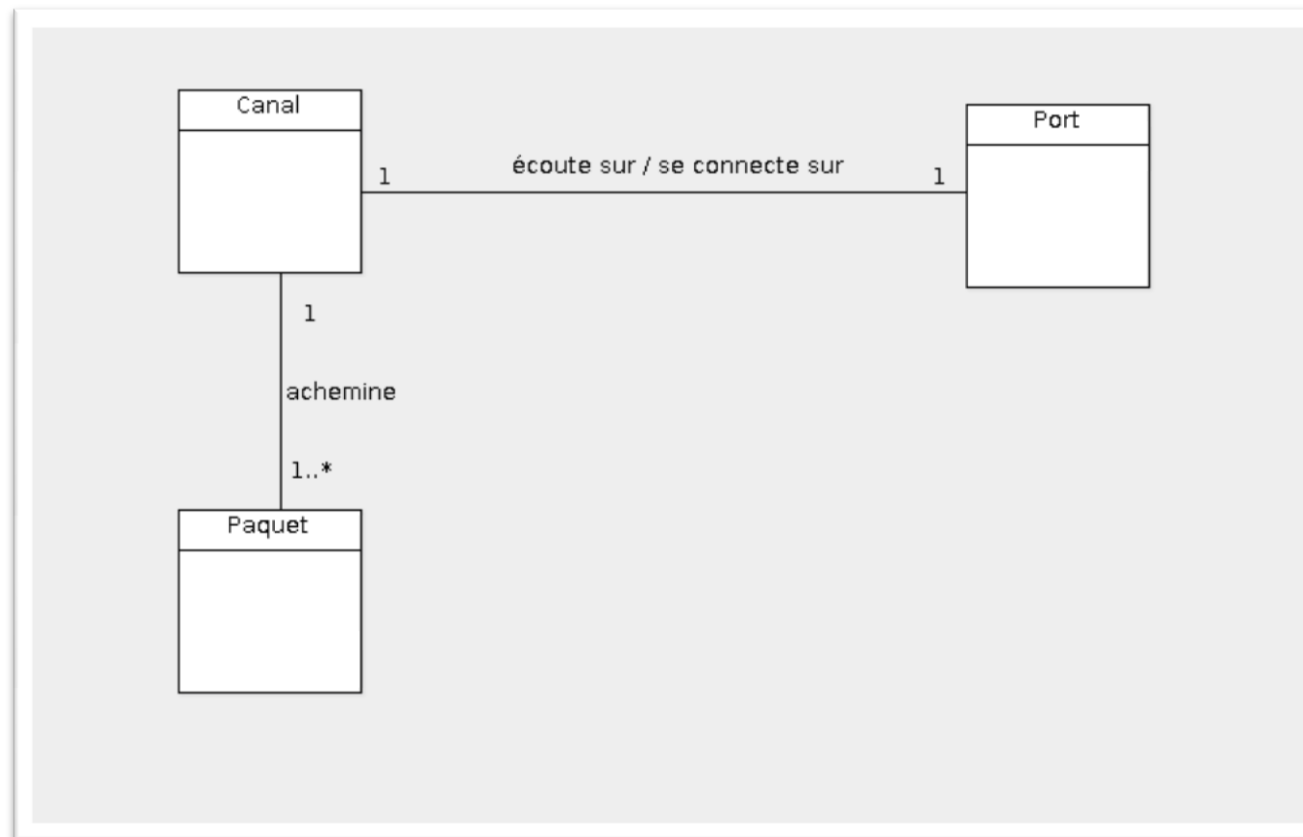 Canal
Port
écoute sur / se connecte sur
1
1
1
achemine
1..*
Paquet